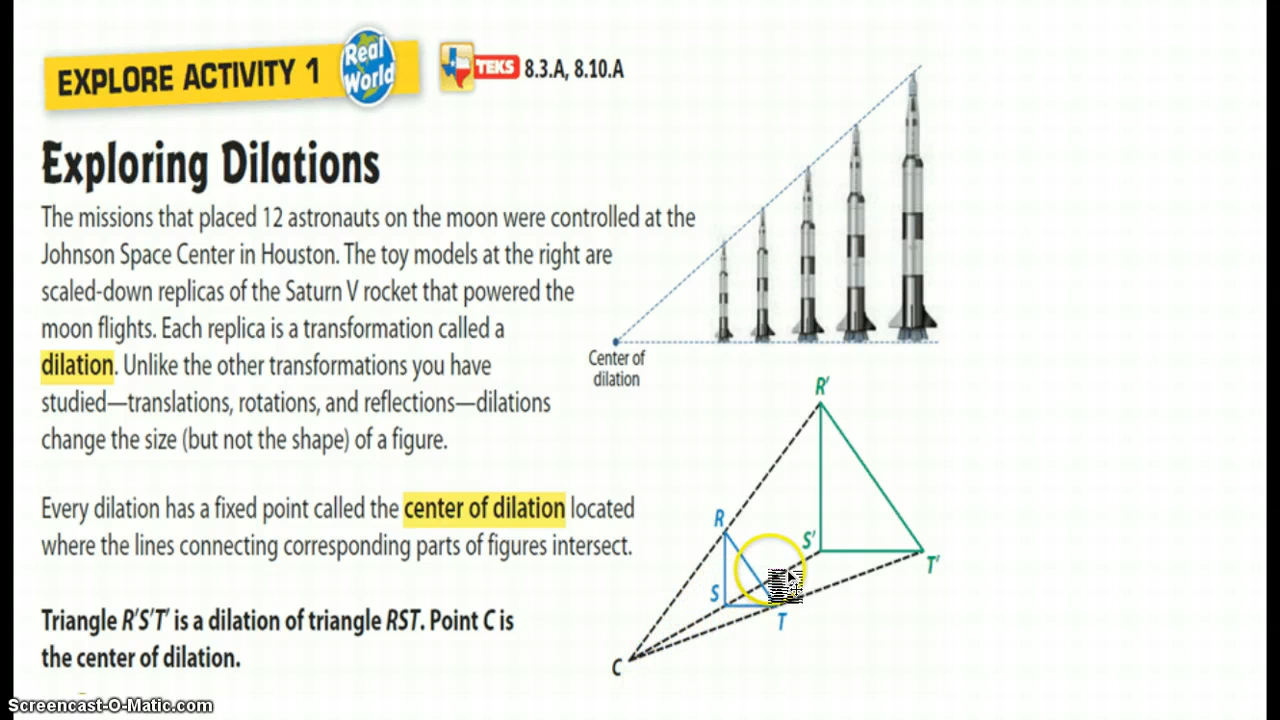 EXPLORE ACTIVITY 1
Real
World
TEKS 8.3.A, 8.10.A
Exploring Dilations
The missions that placed 12 astronauts on the moon were controlled at the
Johnson Space Center in Houston. The toy models at the right are
scaled-down replicas of the Saturn V rocket that powered the
moon flights. Each replica is a transformation called a
dilation. Unlike the other transformations you have
studied—translations, rotations, and reflections—dilations
change the size (but not the shape) of a figure.
Center of
dilation
Every dilation has a fixed point called the center of dilation located
where the lines connecting corresponding parts of figures intersect.
Triangle R′S′T′ is a dilation of triangle RST. Point C is
the center of dilation.
R′
R
S′
T′
S
T
C
Screencast-O-Matic.com